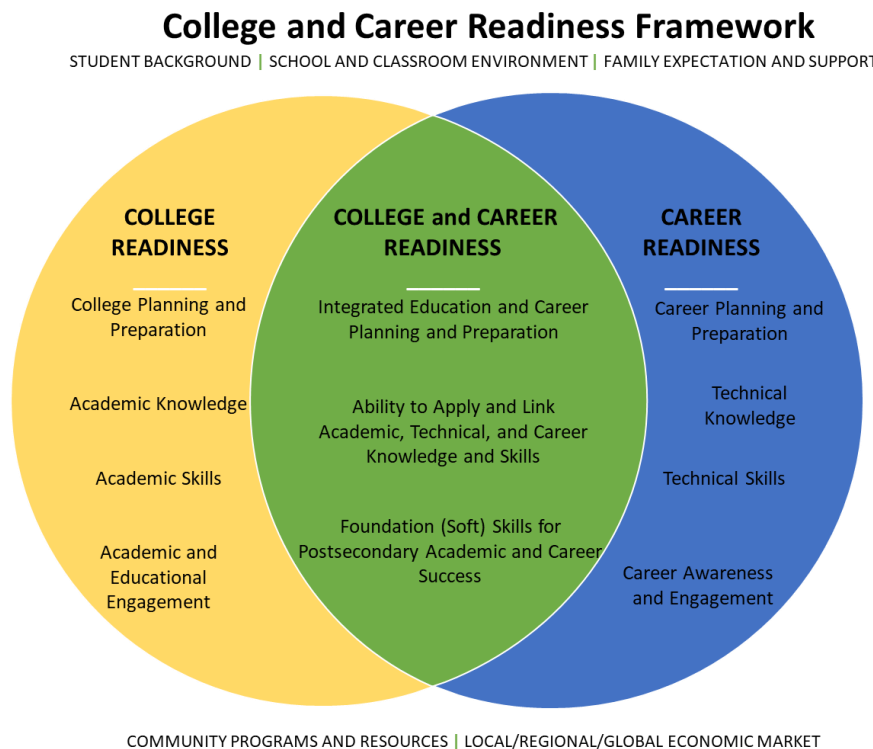 College and Career Readiness Framework
STUDENT BACKGROUND | SCHOOL AND CLASSROOM ENVIRONMENT | FAMILY EXPECTATION AND SUPPORT
COLLEGE
READINESS
College Planning and
Preparation
Academic Knowledge
Academic Skills
Academic and
Educational
Engagement
COLLEGE and CAREER
READINESS
Integrated Education and Career
Planning and Preparation
Ability to Apply and Link
Academic, Technical, and Career
Knowledge and Skills
Foundation (Soft) Skills for
Postsecondary Academic and Career
Success
CAREER
READINESS
Career Planning and
Preparation
Technical
Knowledge
Technical Skills
Career Awareness
and Engagement
COMMUNITY PROGRAMS AND RESOURCES | LOCAL/REGIONAL/GLOBAL ECONOMIC MARKET